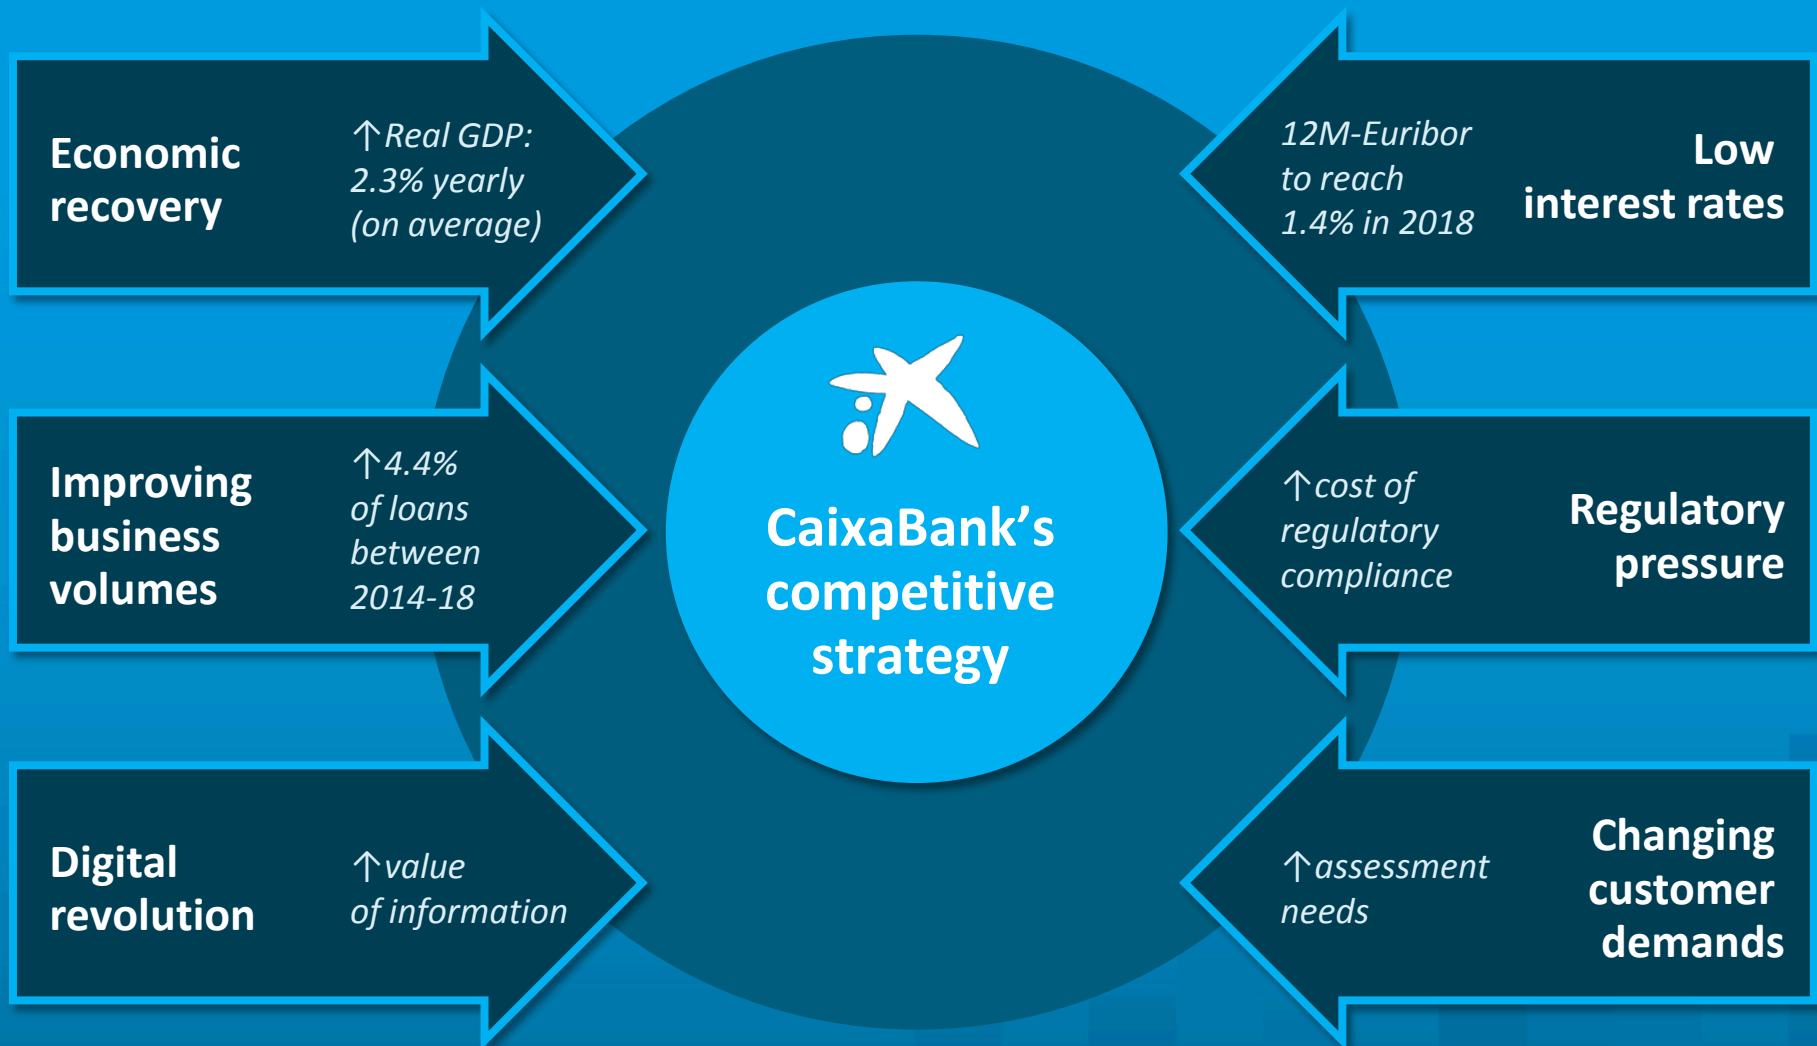 Economic
recovery
↑Real GDP:
2.3% yearly
(on average)
12M-Euribor
to reach
1.4% in 2018
Low
interest rates
Improving
business
volumes
↑4.4%
of loans
between
2014-18
CaixaBank’s
competitive
strategy
↑cost of
regulatory
compliance
Regulatory
pressure
Digital
revolution
↑value
of information
↑assessment
needs
Changing
customer
demands